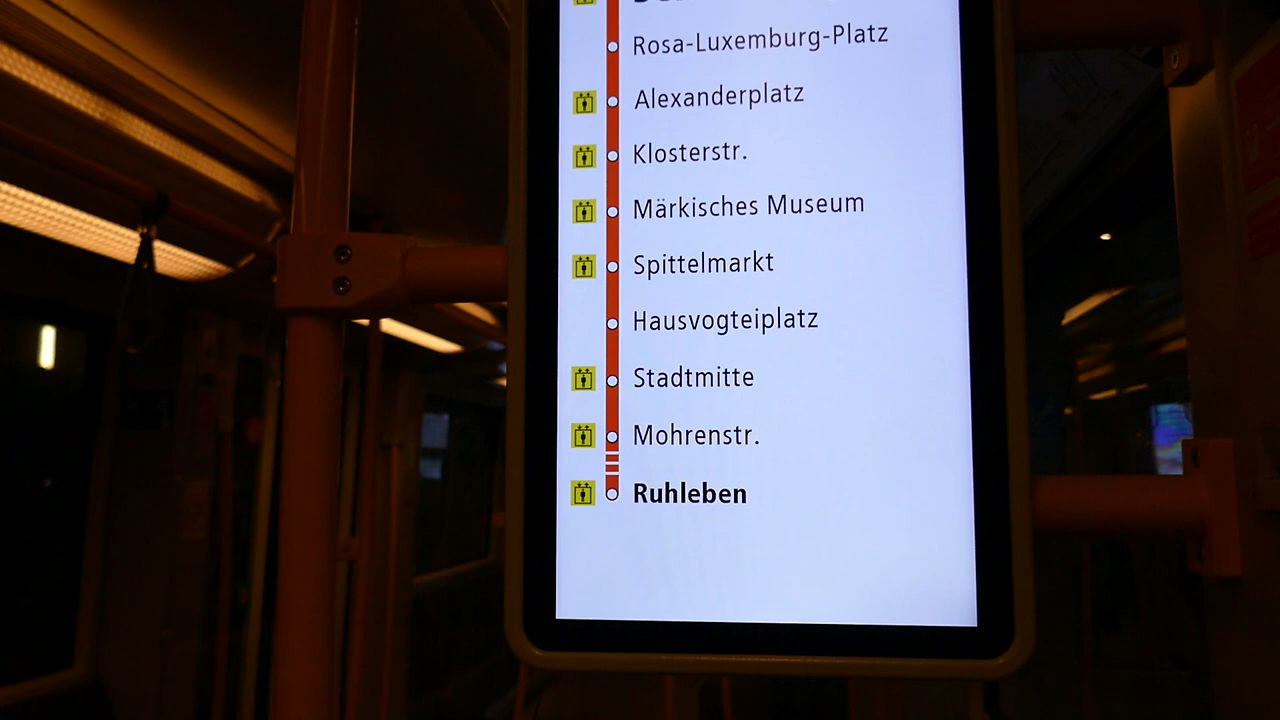 Rosa-Luxemburg-Platz
Alexanderplatz
Klosterstr.
Märkisches Museum
Spittelmarkt
Hausvogteiplatz
Stadtmitte
Mohrenstr.
Ruhleben